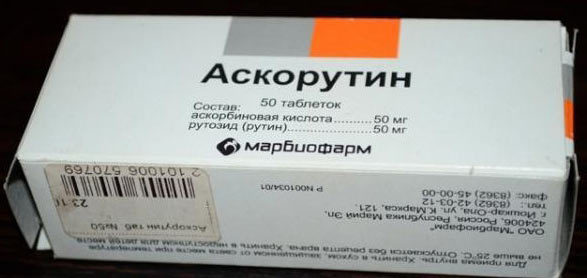 Аскорутин
50 таблеток
Состав:
аскорбиновая кислота..........50 мг
рутозид (рутин)......................50 мг
марбиофарм
Р N001034/01
Для приема внутрь. Хранить в сухом, защищенном от света месте при температуре
не выше 25°С. Отпускается без рецепта врача. Хранить в недоступном для детей месте
ОАО "Марбиофарм"
424006, Россия, Республика Марий Эл,
г. Йошкар-Ола, ул. К.Маркса, 121.
тел.: (8362) 42-03-12
факс: (8362) 45-00-00
Аскорутин таб №50
2 101006 570769